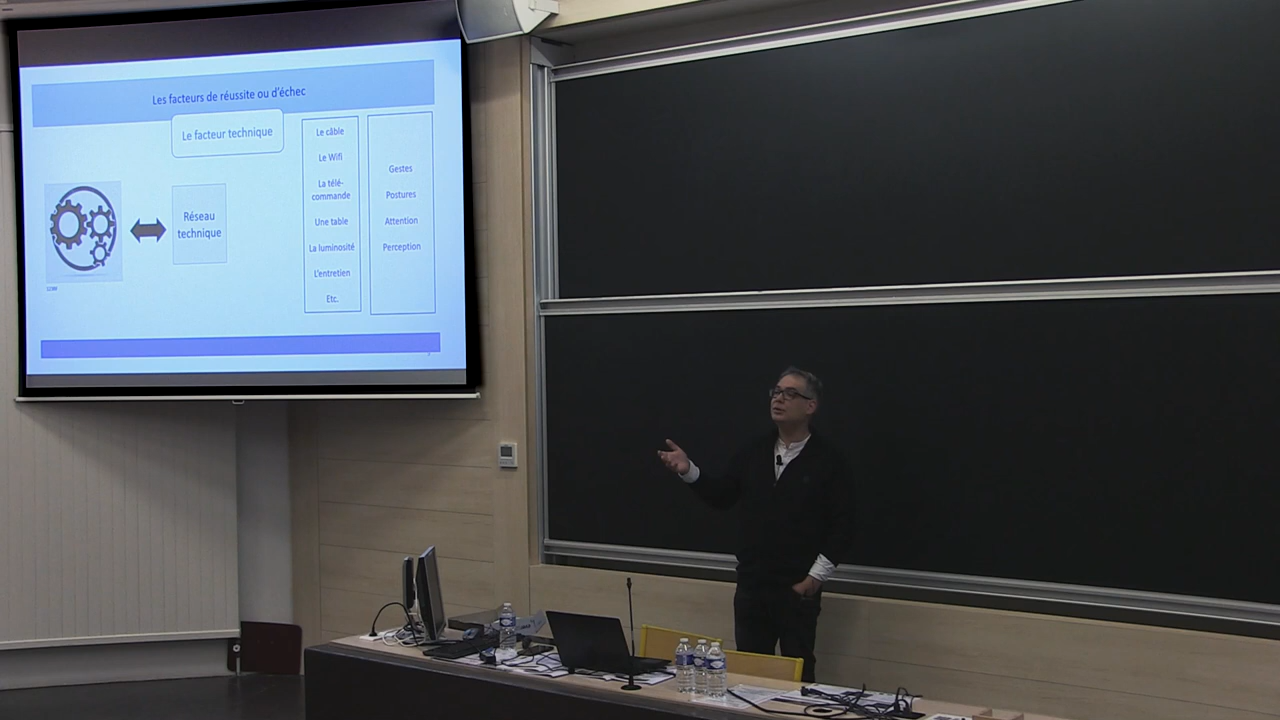 Les facteurs de réussite ou d'échec
Le facteur technique
Réseau
technique
Le câble
Le Wifi
La télé-
commande
Une table
La luminosité
L'entretien
Etc.
Gestes
Postures
Attention
Perception